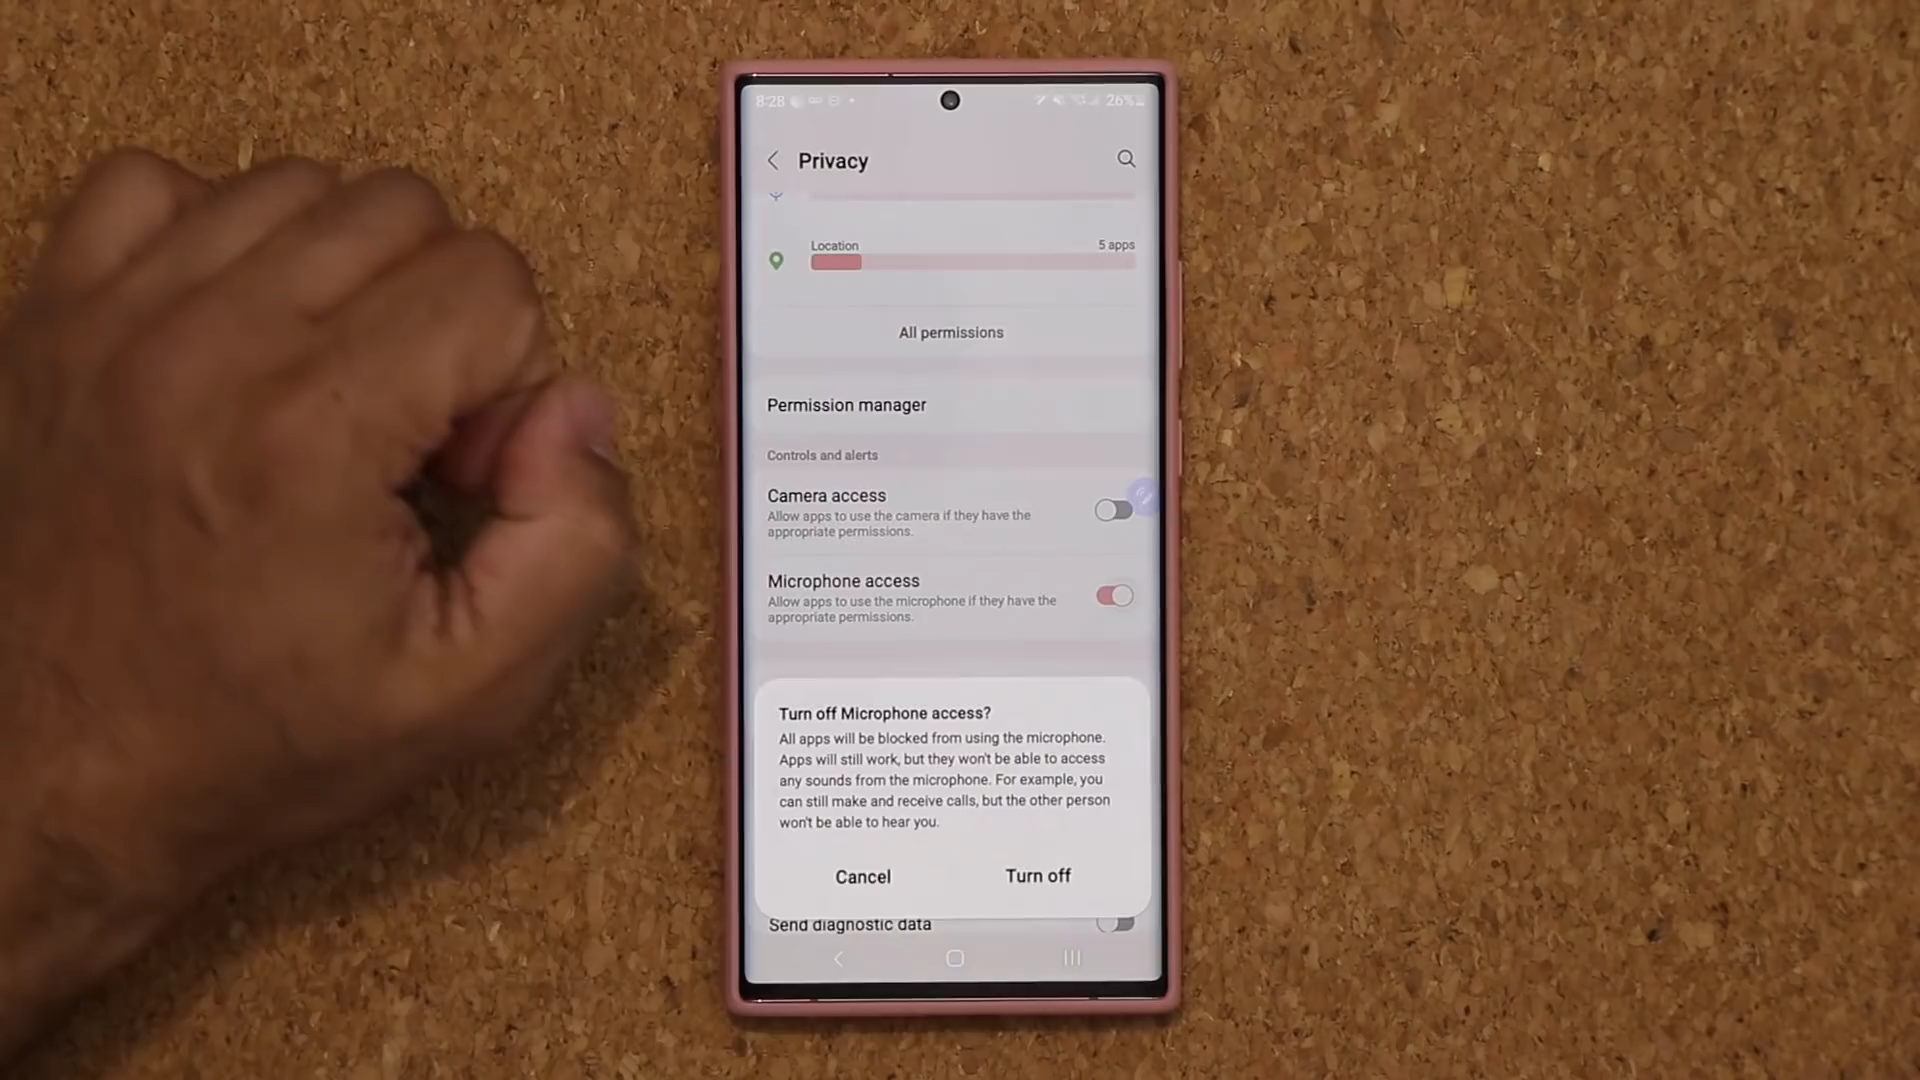 8:28
26%
Privacy
Location
5 apps
All permissions
Permission manager
Controls and alerts
Camera access
Allow apps to use the camera if they have the
appropriate permissions.
Microphone access
Allow apps to use the microphone if they have the
appropriate permissions.
Turn off Microphone access?
All apps will be blocked from using the microphone.
Apps will still work, but they won't be able to access
any sounds from the microphone. For example, you
can still make and receive calls, but the other person
won't be able to hear you.
Cancel
Turn off
Send diagnostic data